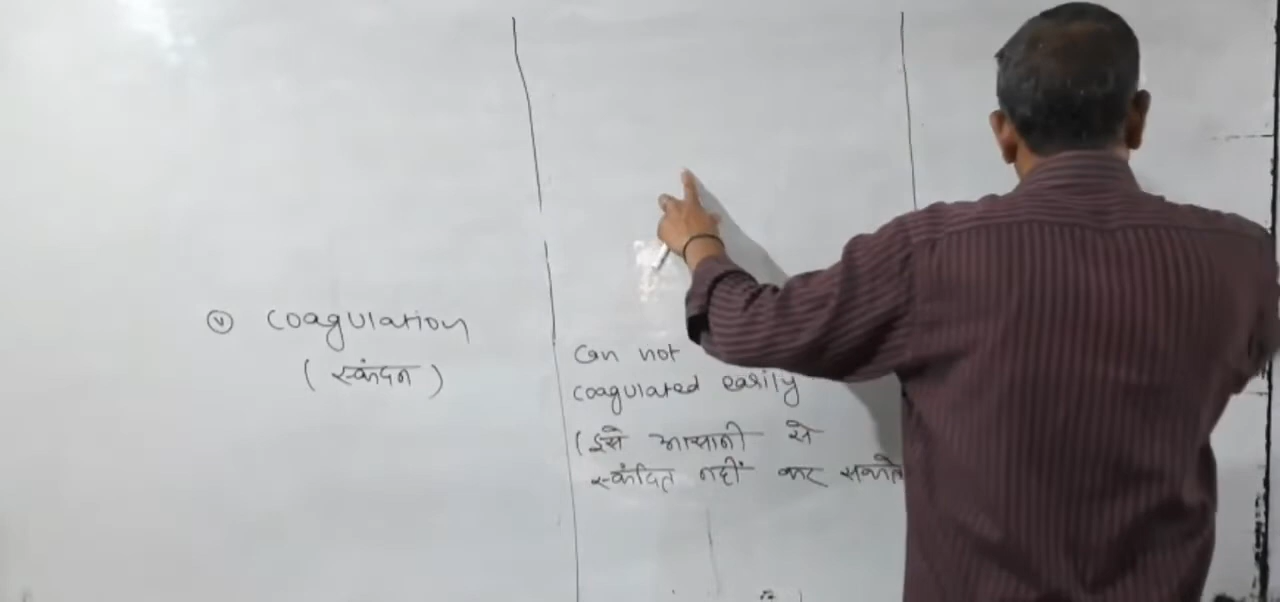 (v) Coagulation
(स्कंदन)
Can not
coagulated easily
(इसे आसानी से
स्कंदित नहीं कर सकते